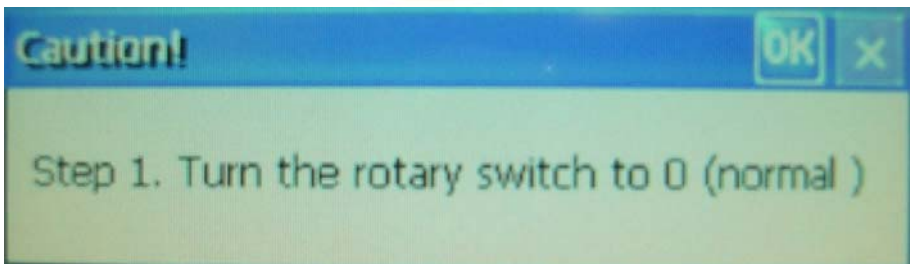 Caution! OK ×
Step 1. Turn the rotary switch to 0 (normal )